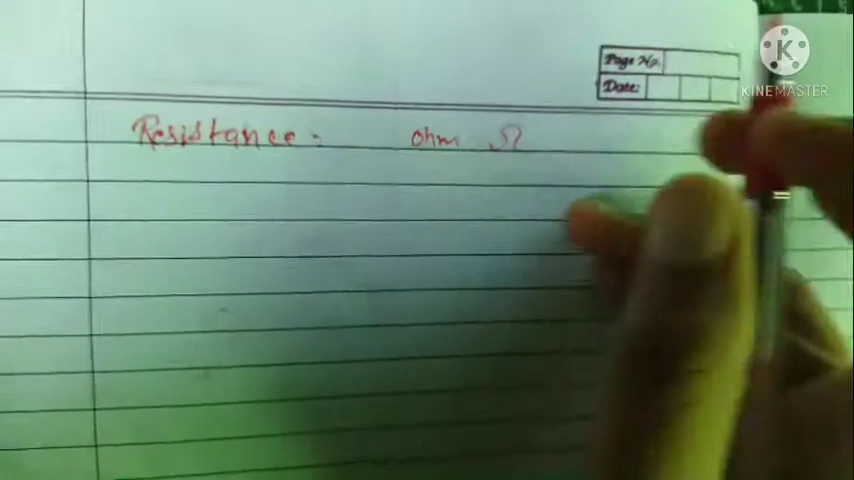 Page No.
Date:
KINEMASTER
Resistance - ohm Ω